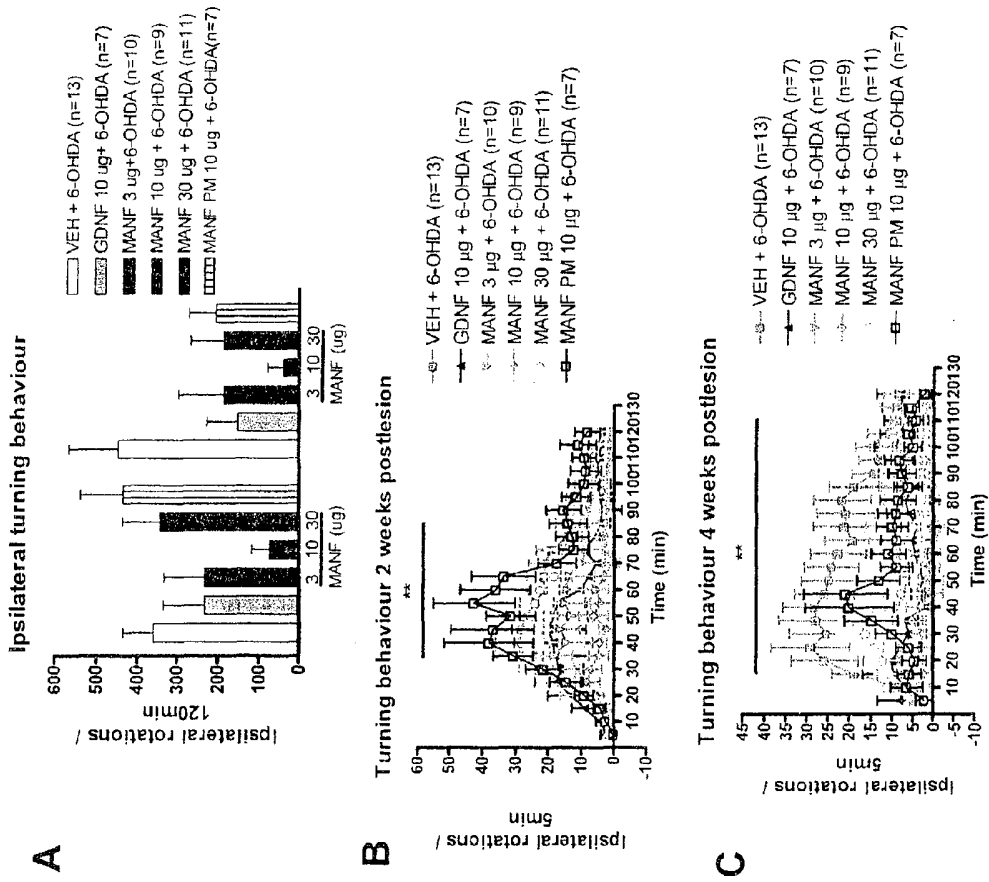 A
Ipsilateral turning behaviour
Ipsilateral rotations /
120min
600
500
400
300
200
100
0
3 10 30
MANF (ug)
3 10 30
MANF (ug)
VEH + 6-OHDA (n=13)
GDNF 10 ug+ 6-OHDA (n=7)
MANF 3 ug+6-OHDA (n=10)
MANF 10 ug + 6-OHDA (n=9)
MANF 30 ug + 6-OHDA (n=11)
MANF PM 10 ug + 6-OHDA(n=7)
B
Turning behaviour 2 weeks postlesion
Ipsilateral rotations /
5min
60
50
40
30
20
10
0
-10
**
10 20 30 40 50 60 70 80 90 100 110 120 130
Time (min)
VEH + 6-OHDA (n=13)
GDNF 10 µg + 6-OHDA (n=7)
MANF 3 µg + 6-OHDA (n=10)
MANF 10 µg + 6-OHDA (n=9)
MANF 30 µg + 6-OHDA (n=11)
MANF PM 10 µg + 6-OHDA (n=7)
C
Turning behaviour 4 weeks postlesion
Ipsilateral rotations /
5min
45
40
35
30
25
20
15
10
5
0
-5
-10
**
10 20 30 40 50 60 70 80 90 100 110 120 130
Time (min)
VEH + 6-OHDA (n=13)
GDNF 10 µg + 6-OHDA (n=7)
MANF 3 µg + 6-OHDA (n=10)
MANF 10 µg + 6-OHDA (n=9)
MANF 30 µg + 6-OHDA (n=11)
MANF PM 10 µg + 6-OHDA (n=7)